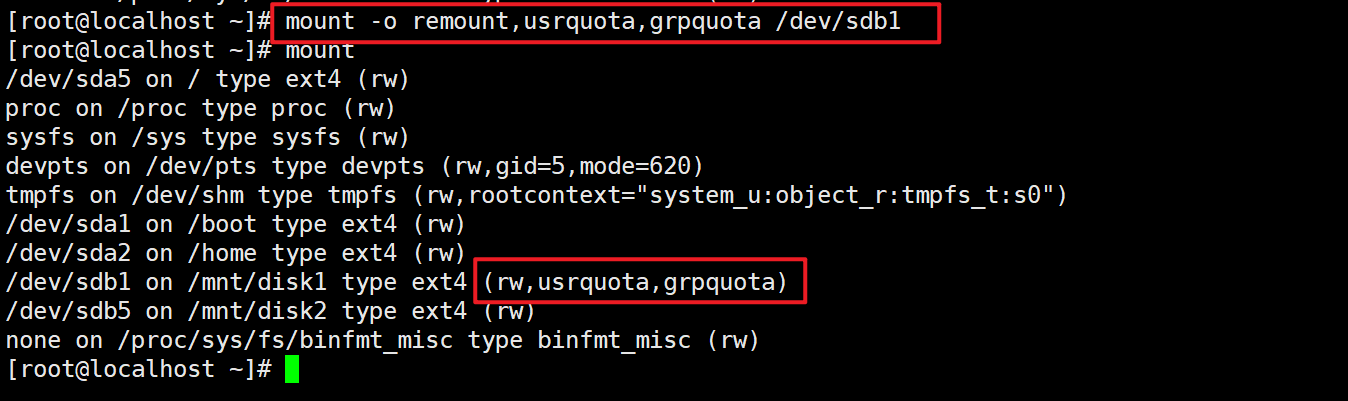 [root@localhost ~]# mount -o remount,usrquota,grpquota /dev/sdb1
[root@localhost ~]# mount
/dev/sda5 on / type ext4 (rw)
proc on /proc type proc (rw)
sysfs on /sys type sysfs (rw)
devpts on /dev/pts type devpts (rw,gid=5,mode=620)
tmpfs on /dev/shm type tmpfs (rw,rootcontext="system_u:object_r:tmpfs_t:s0")
/dev/sda1 on /boot type ext4 (rw)
/dev/sda2 on /home type ext4 (rw)
/dev/sdb1 on /mnt/disk1 type ext4 (rw,usrquota,grpquota)
/dev/sdb5 on /mnt/disk2 type ext4 (rw)
none on /proc/sys/fs/binfmt_misc type binfmt_misc (rw)
[root@localhost ~]#